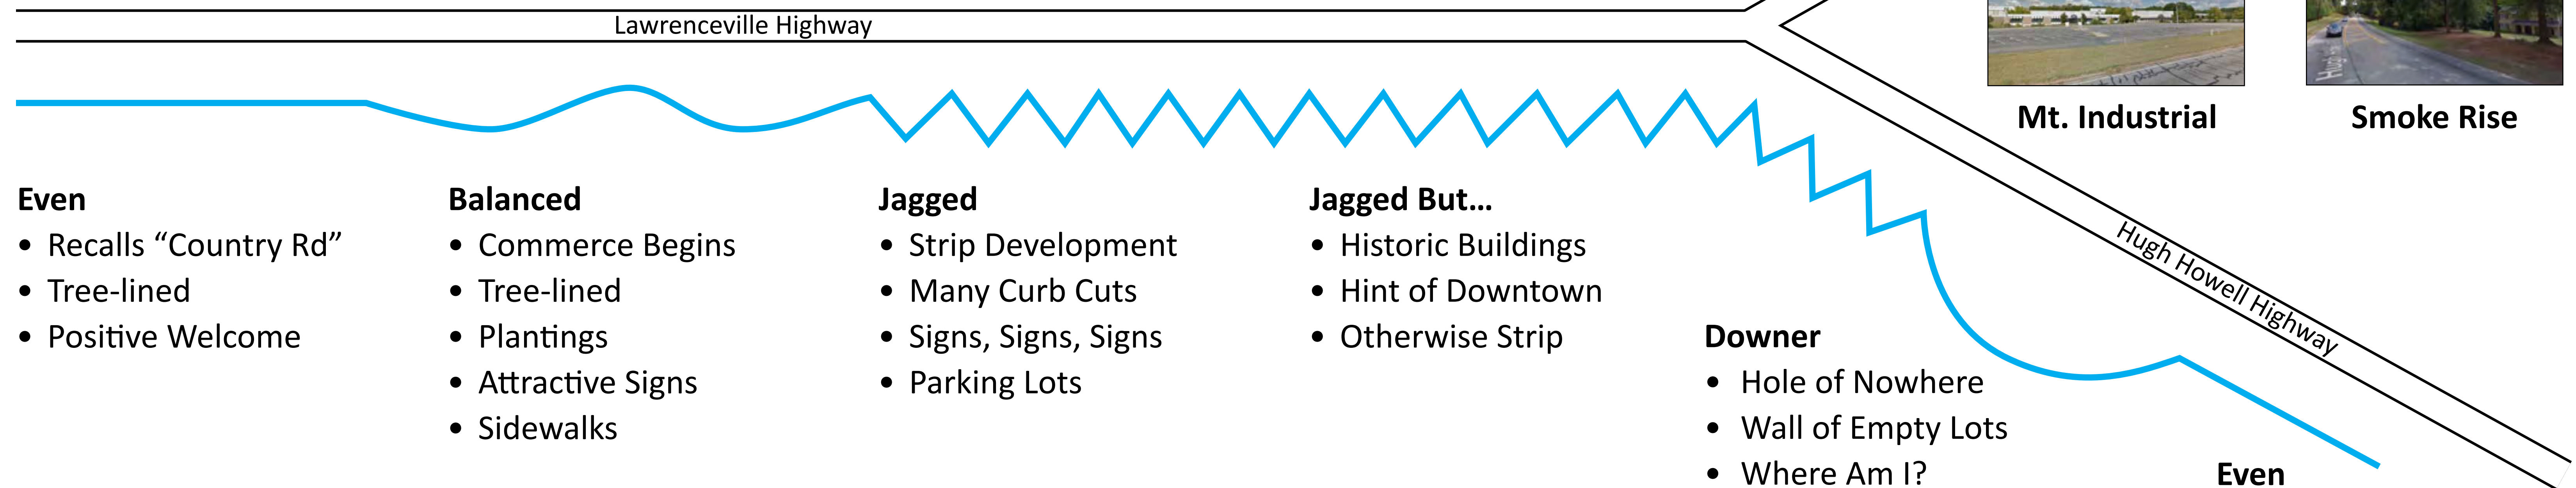 Lawrenceville Highway
Mt. Industrial
Smoke Rise
Hugh Howell Highway
Even
• Recalls “Country Rd”
• Tree-lined
• Positive Welcome
Balanced
• Commerce Begins
• Tree-lined
• Plantings
• Attractive Signs
• Sidewalks
Jagged
• Strip Development
• Many Curb Cuts
• Signs, Signs, Signs
• Parking Lots
Jagged But...
• Historic Buildings
• Hint of Downtown
• Otherwise Strip
Downer
• Hole of Nowhere
• Wall of Empty Lots
• Where Am I?
Even